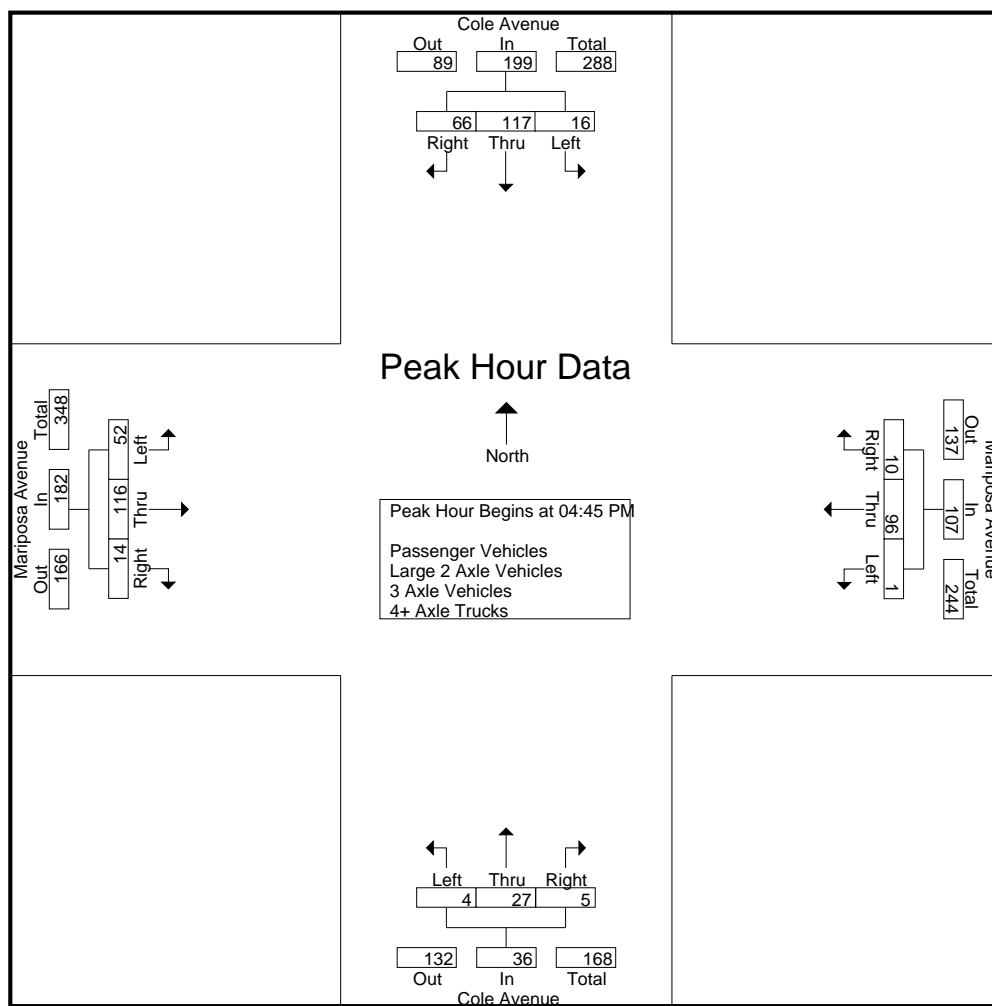 Cole Avenue
Out In Total
89 199 288
66 117 16
Right Thru Left
Peak Hour Data
North
Peak Hour Begins at 04:45 PM
Passenger Vehicles
Large 2 Axle Vehicles
3 Axle Vehicles
4+ Axle Trucks
Mariposa Avenue
Out In Total
166 182 348
14 116 52
Right Thru Left
Mariposa Avenue
Out In Total
137 107 244
10 96 1
Right Thru Left
Left Thru Right
4 27 5
132 36 168
Out In Total
Cole Avenue